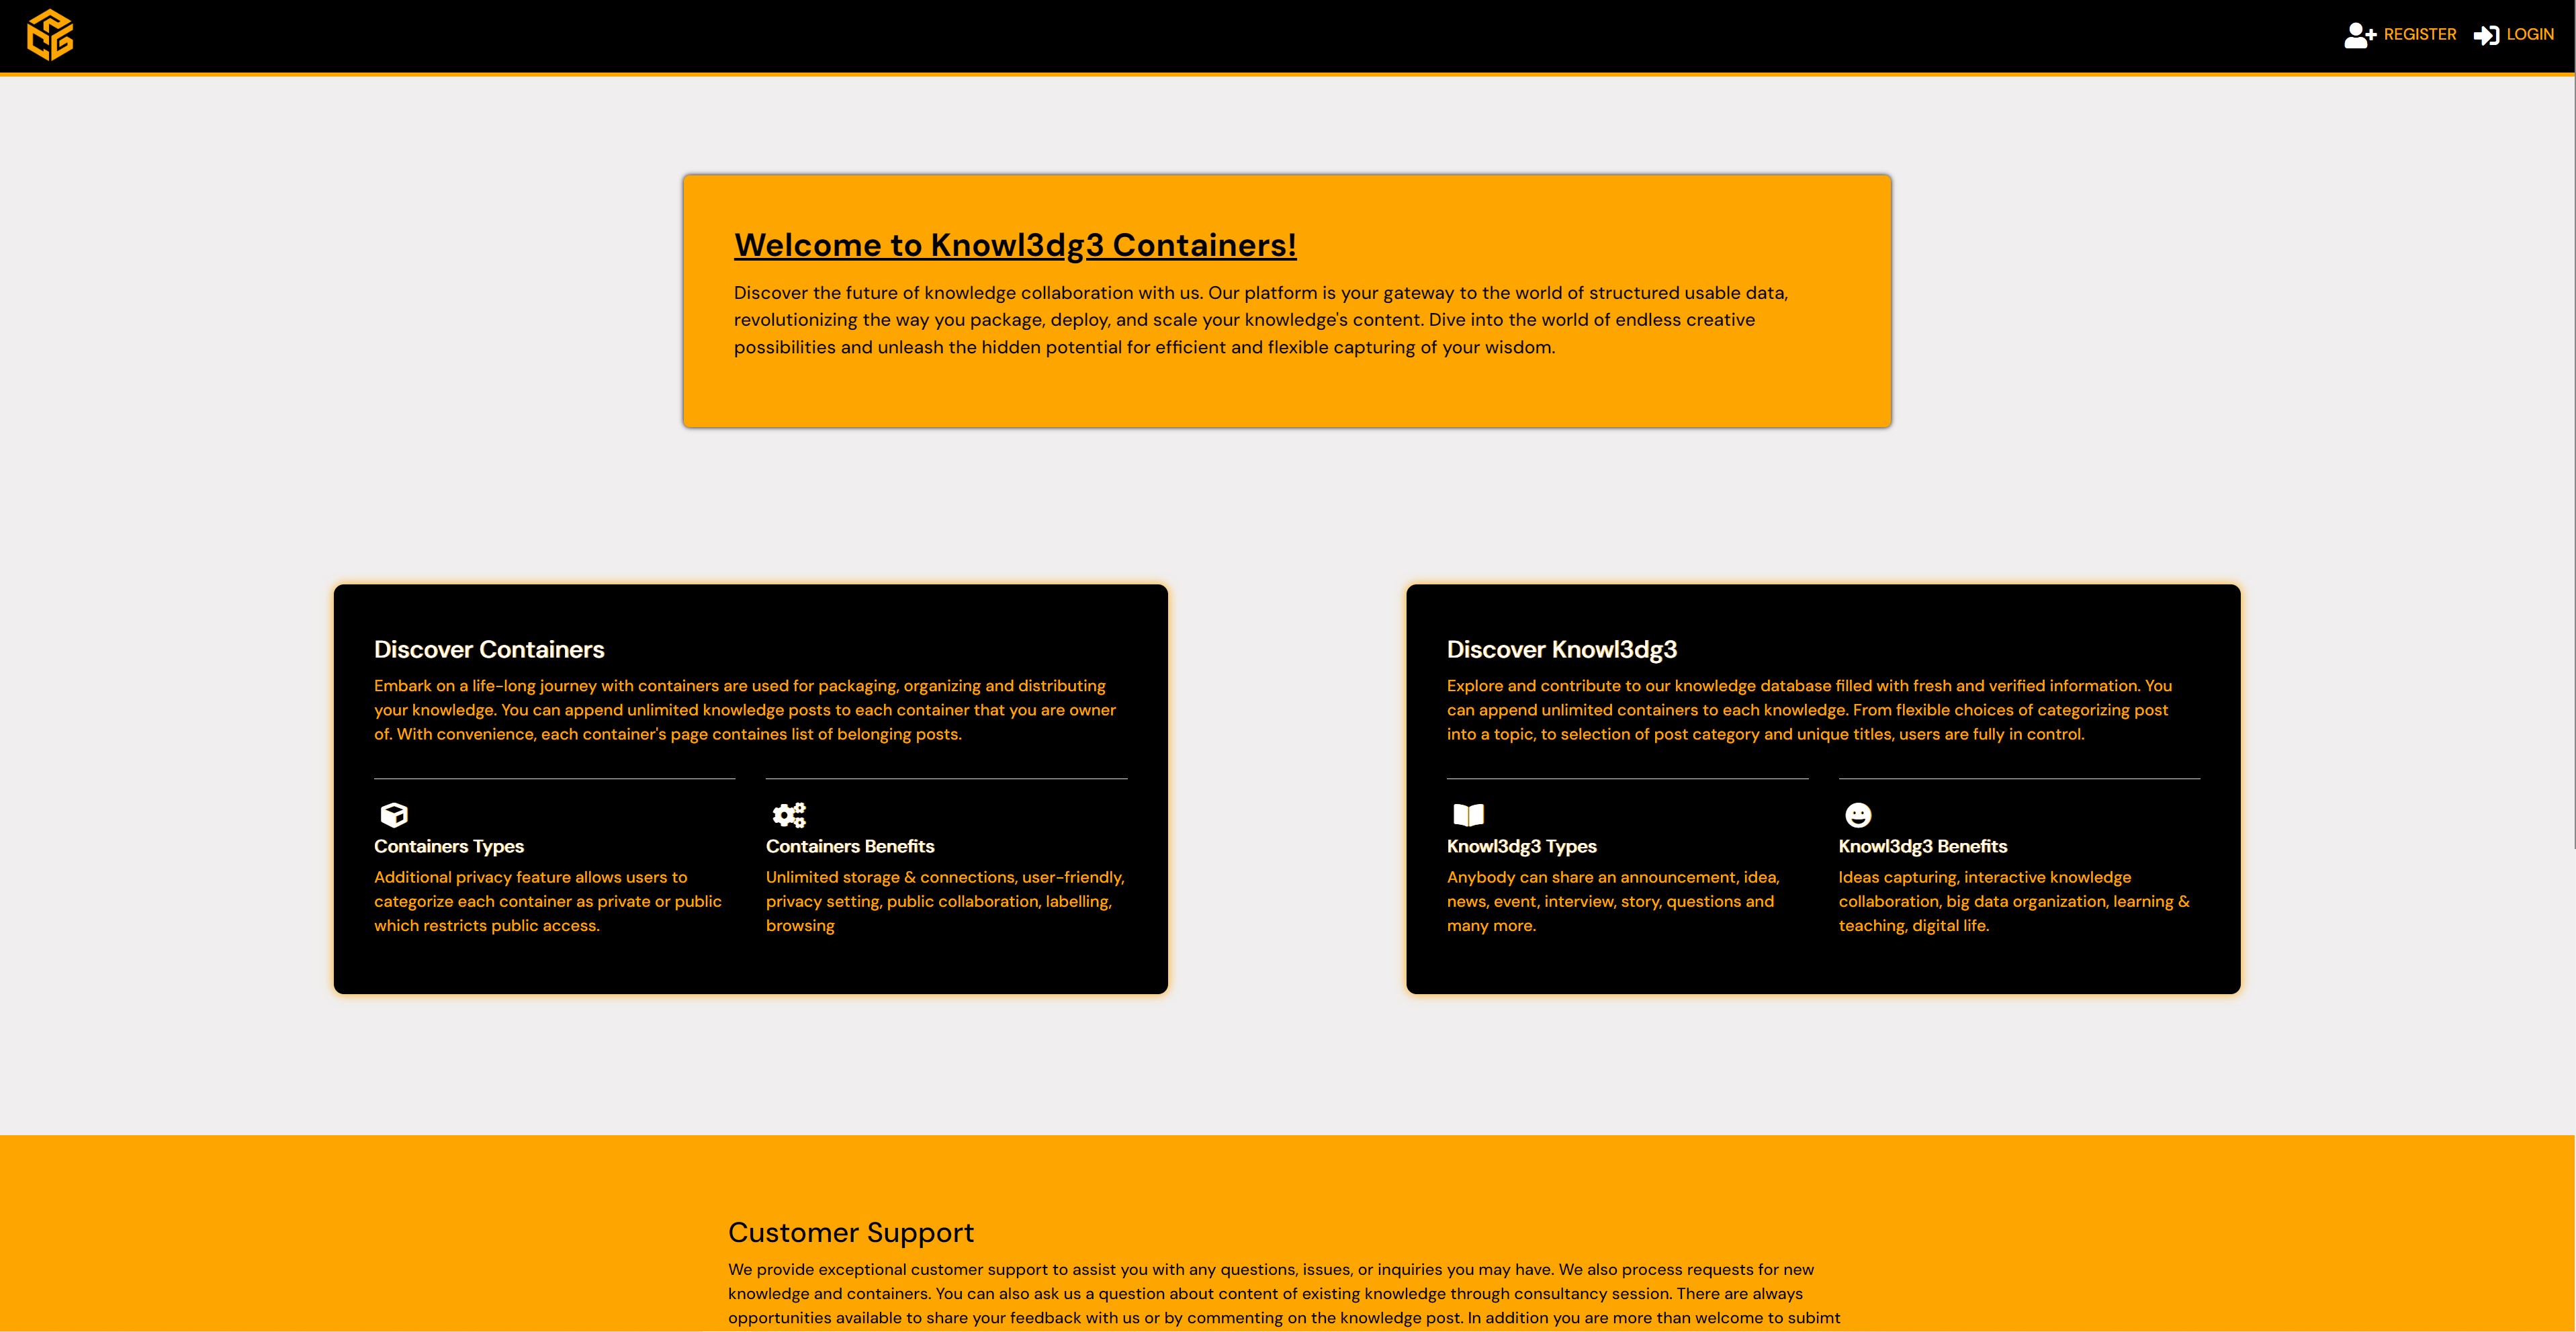 REGISTER LOGIN
Welcome to Knowl3dg3 Containers!
Discover the future of knowledge collaboration with us. Our platform is your gateway to the world of structured usable data,
revolutionizing the way you package, deploy, and scale your knowledge's content. Dive into the world of endless creative
possibilities and unleash the hidden potential for efficient and flexible capturing of your wisdom.
Discover Containers
Embark on a life-long journey with containers are used for packaging, organizing and distributing
your knowledge. You can append unlimited knowledge posts to each container that you are owner
of. With convenience, each container's page containes list of belonging posts.
Containers Types
Additional privacy feature allows users to
categorize each container as private or public
which restricts public access.
Containers Benefits
Unlimited storage & connections, user-friendly,
privacy setting, public collaboration, labelling,
browsing
Discover Knowl3dg3
Explore and contribute to our knowledge database filled with fresh and verified information. You
can append unlimited containers to each knowledge. From flexible choices of categorizing post
into a topic, to selection of post category and unique titles, users are fully in control.
Knowl3dg3 Types
Anybody can share an announcement, idea,
news, event, interview, story, questions and
many more.
Knowl3dg3 Benefits
Ideas capturing, interactive knowledge
collaboration, big data organization, learning &
teaching, digital life.
Customer Support
We provide exceptional customer support to assist you with any questions, issues, or inquiries you may have. We also process requests for new
knowledge and containers. You can also ask us a question about content of existing knowledge through consultancy session. There are always
opportunities available to share your feedback with us or by commenting on the knowledge post. In addition you are more than welcome to subimt